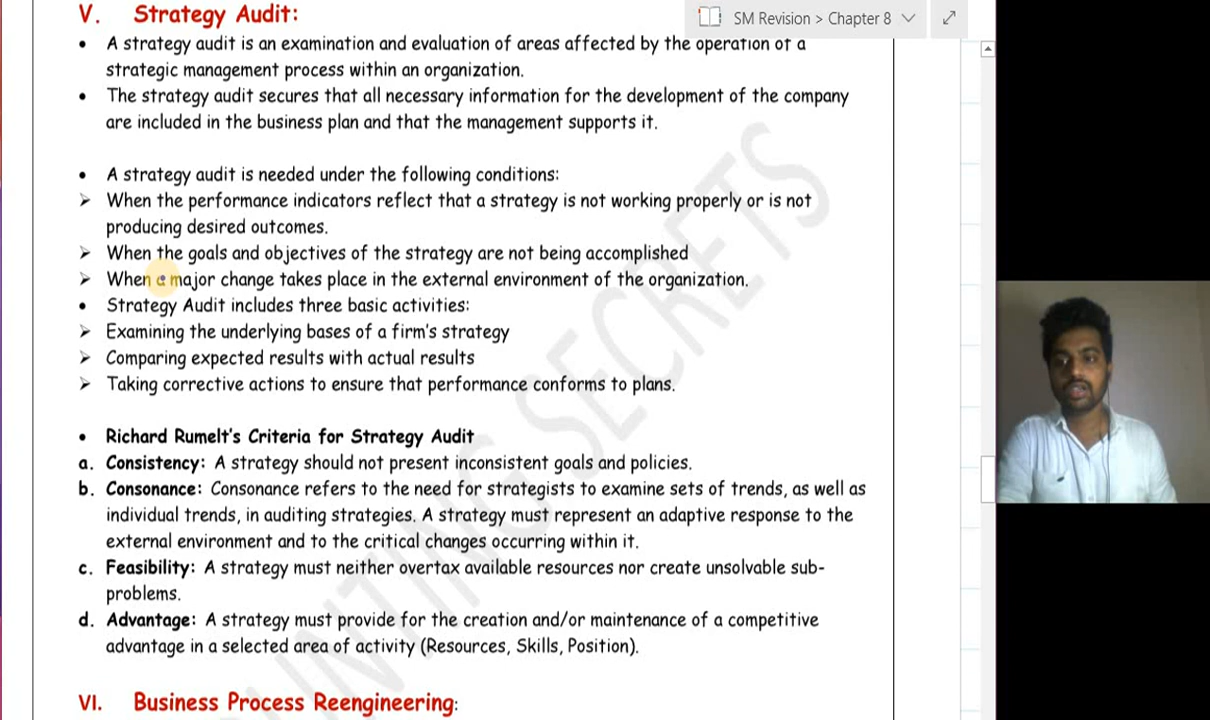 V. Strategy Audit:
SM Revision > Chapter 8
• A strategy audit is an examination and evaluation of areas affected by the operation of a
strategic management process within an organization.
• The strategy audit secures that all necessary information for the development of the company
are included in the business plan and that the management supports it.
• A strategy audit is needed under the following conditions:
➢ When the performance indicators reflect that a strategy is not working properly or is not
producing desired outcomes.
➢ When the goals and objectives of the strategy are not being accomplished
➢ When a major change takes place in the external environment of the organization.
• Strategy Audit includes three basic activities:
➢ Examining the underlying bases of a firm's strategy
➢ Comparing expected results with actual results
➢ Taking corrective actions to ensure that performance conforms to plans.
• Richard Rumelt's Criteria for Strategy Audit
a. Consistency: A strategy should not present inconsistent goals and policies.
b. Consonance: Consonance refers to the need for strategists to examine sets of trends, as well as
individual trends, in auditing strategies. A strategy must represent an adaptive response to the
external environment and to the critical changes occurring within it.
c. Feasibility: A strategy must neither overtax available resources nor create unsolvable sub-
problems.
d. Advantage: A strategy must provide for the creation and/or maintenance of a competitive
advantage in a selected area of activity (Resources, Skills, Position).
VI. Business Process Reengineering:
SECRETS